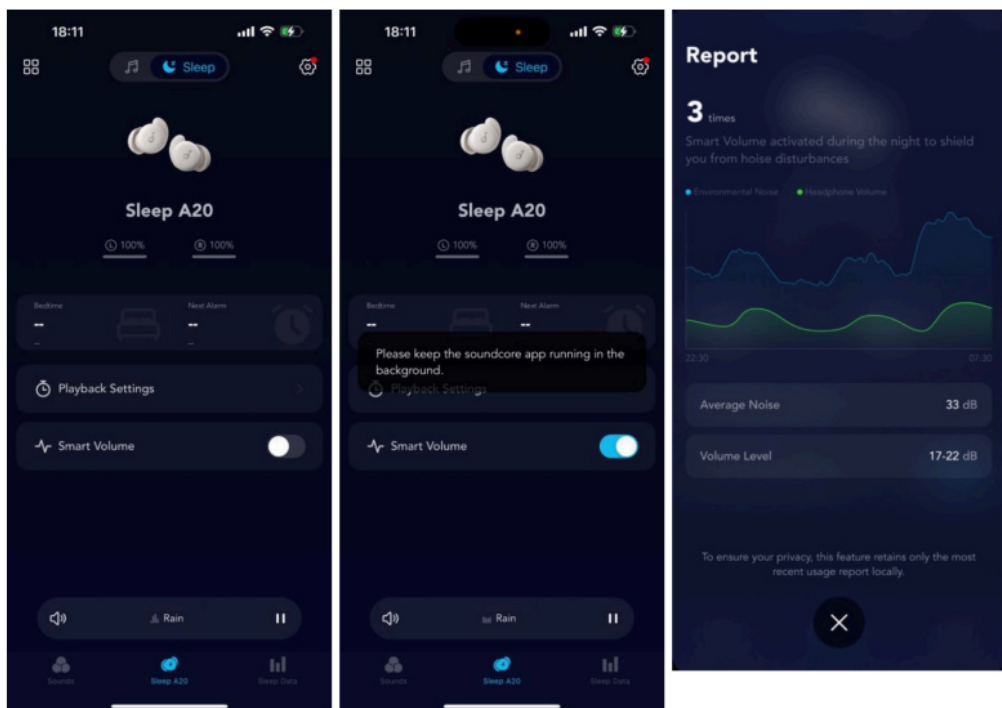 18:11
Sleep
Sleep A20
L 100%
R 100%
Bedtime
Next Alarm
--
--
Playback Settings
Smart Volume
Rain
Sounds
Sleep A20
Sleep Data
18:11
Sleep
Sleep A20
L 100%
R 100%
Bedtime
Next Alarm
--
--
Please keep the soundcore app running in the
background.
Playback Settings
Smart Volume
Rain
Sounds
Sleep A20
Sleep Data
Report
3 times
Smart Volume activated during the night to shield
you from hoise disturbances
Environmental Noise
Headphone Volume
22:30
07:30
Average Noise
33 dB
Volume Level
17-22 dB
To ensure your privacy, this feature retains only the most
recent usage report locally.